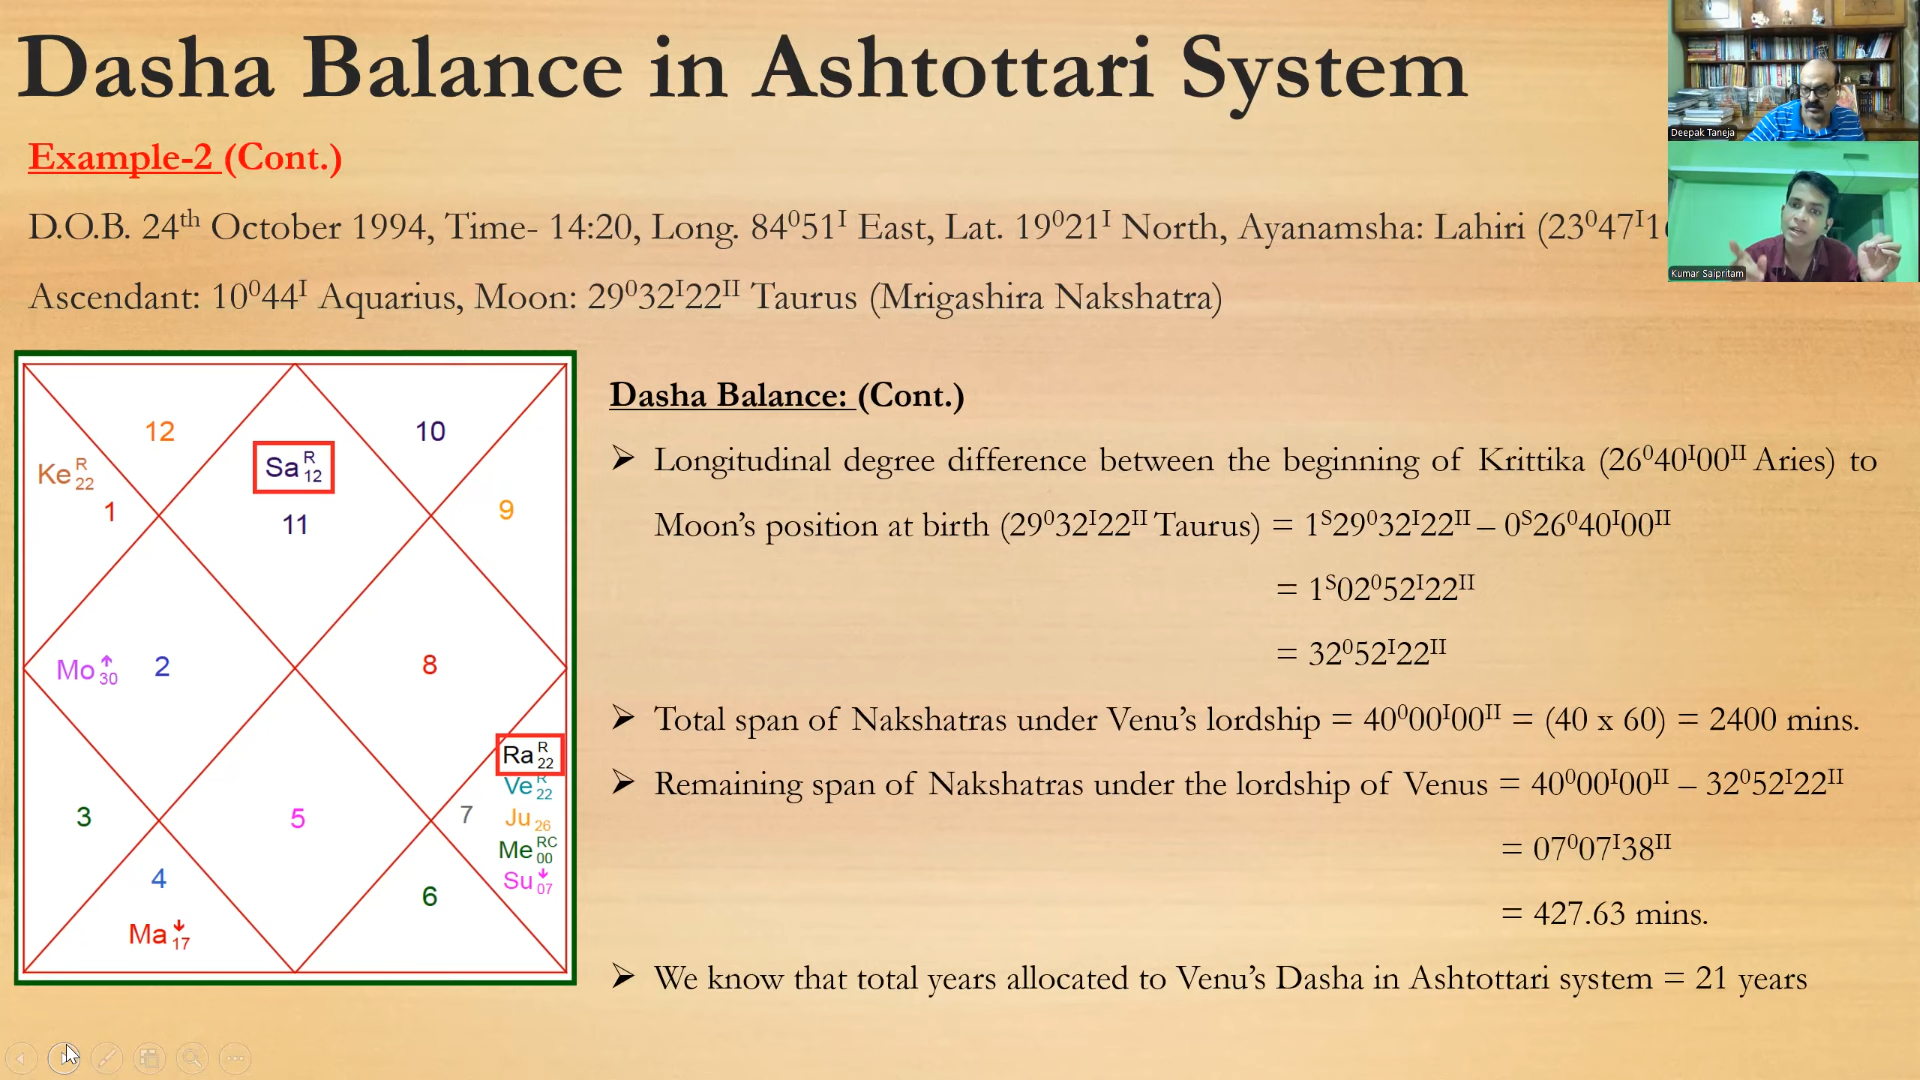 Dasha Balance in Ashtottari System
Deepak Taneja
Example-2 (Cont.)
D.O.B. 24th October 1994, Time- 14:20, Long. 84⁰51ᴵ East, Lat. 19⁰21ᴵ North, Ayanamsha: Lahiri (23⁰47ᴵ1
Kumar Saipritam
Ascendant: 10⁰44ᴵ Aquarius, Moon: 29⁰32ᴵ22ᴵᴵ Taurus (Mrigashira Nakshatra)
12
10
Sa R 12
Ke R 22
1
11
9
Mo ↑ 30
2
8
Ra R 22
Ve R 22
3
5
7
Ju 26
Me RC 00
4
Su ↓ 07
6
Ma ↓ 17
Dasha Balance: (Cont.)
➢ Longitudinal degree difference between the beginning of Krittika (26⁰40ᴵ00ᴵᴵ Aries) to
Moon’s position at birth (29⁰32ᴵ22ᴵᴵ Taurus) = 1ˢ29⁰32ᴵ22ᴵᴵ – 0ˢ26⁰40ᴵ00ᴵᴵ
= 1ˢ02⁰52ᴵ22ᴵᴵ
= 32⁰52ᴵ22ᴵᴵ
➢ Total span of Nakshatras under Venu’s lordship = 40⁰00ᴵ00ᴵᴵ = (40 x 60) = 2400 mins.
➢ Remaining span of Nakshatras under the lordship of Venus = 40⁰00ᴵ00ᴵᴵ – 32⁰52ᴵ22ᴵᴵ
= 07⁰07ᴵ38ᴵᴵ
= 427.63 mins.
➢ We know that total years allocated to Venu’s Dasha in Ashtottari system = 21 years